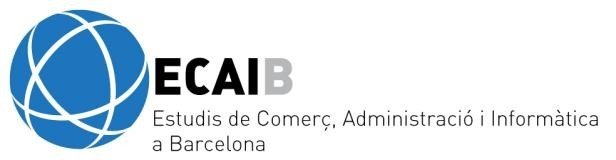 ECAIB
Estudis de Comerç, Administració i Informàtica
a Barcelona